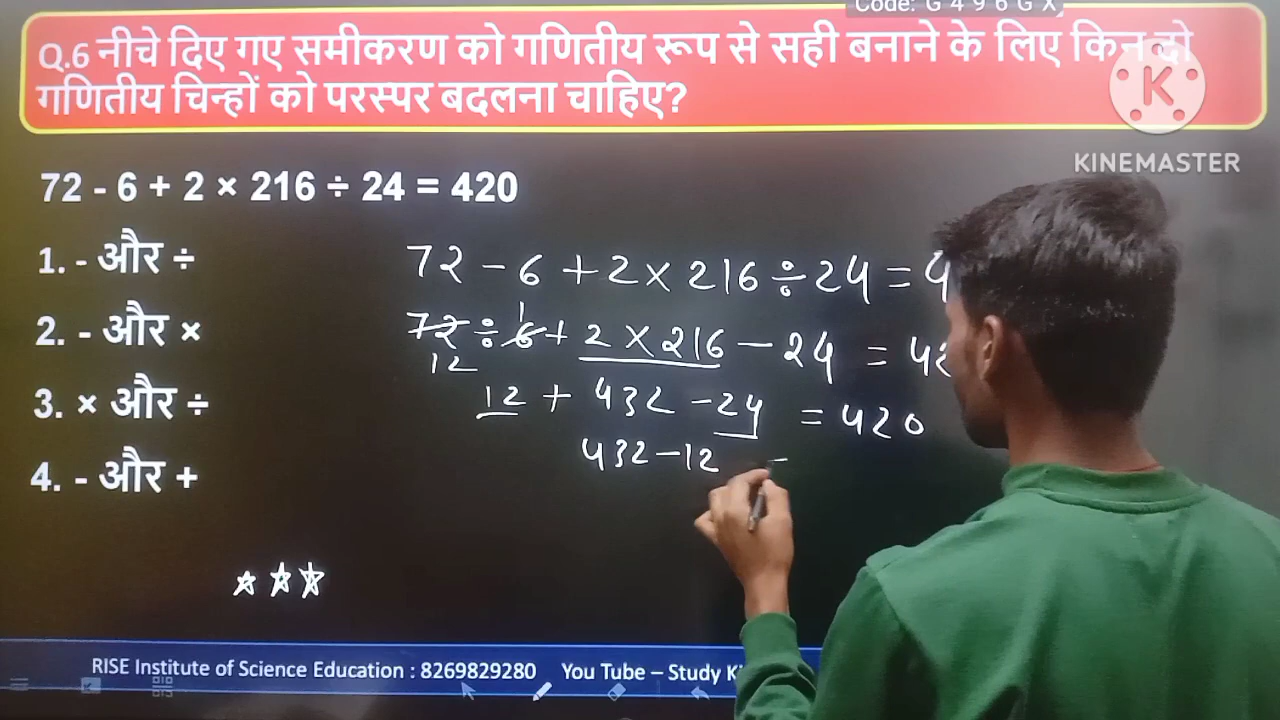 Code: G 4 9 6 G X
Q.6 नीचे दिए गए समीकरण को गणितीय रूप से सही बनाने के लिए किन दो
गणितीय चिन्हों को परस्पर बदलना चाहिए?
K
KINEMASTER
72 - 6 + 2 × 216 ÷ 24 = 420
1. - और ÷
2. - और ×
3. × और ÷
4. - और +
72 - 6 + 2 × 216 ÷ 24 = 4
72 ÷ 6 + 2 × 216 - 24 = 42
12 1
12 + 432 - 24 = 420
432 - 12
RISE Institute of Science Education : 8269829280 You Tube – Study